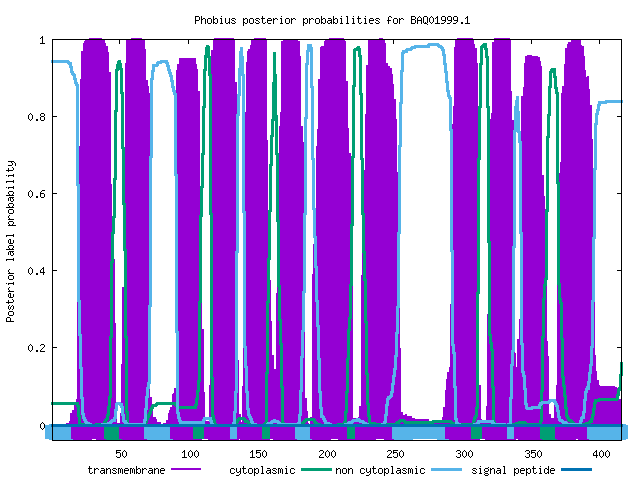 Phobius posterior probabilities for BAQ01999.1
1
0.8
0.6
0.4
0.2
0
Posterior label probability
50 100 150 200 250 300 350 400
transmembrane cytoplasmic non cytoplasmic signal peptide